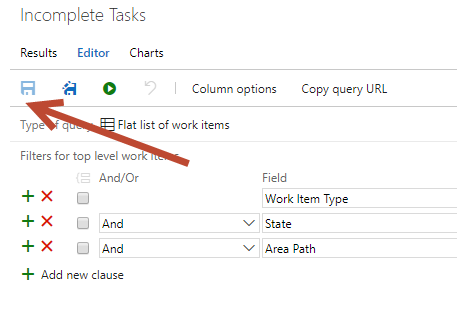 Incomplete Tasks
Results Editor Charts
Column options Copy query URL
Type of query Flat list of work items
Filters for top level work items
And/Or Field
Work Item Type
And State
And Area Path
Add new clause